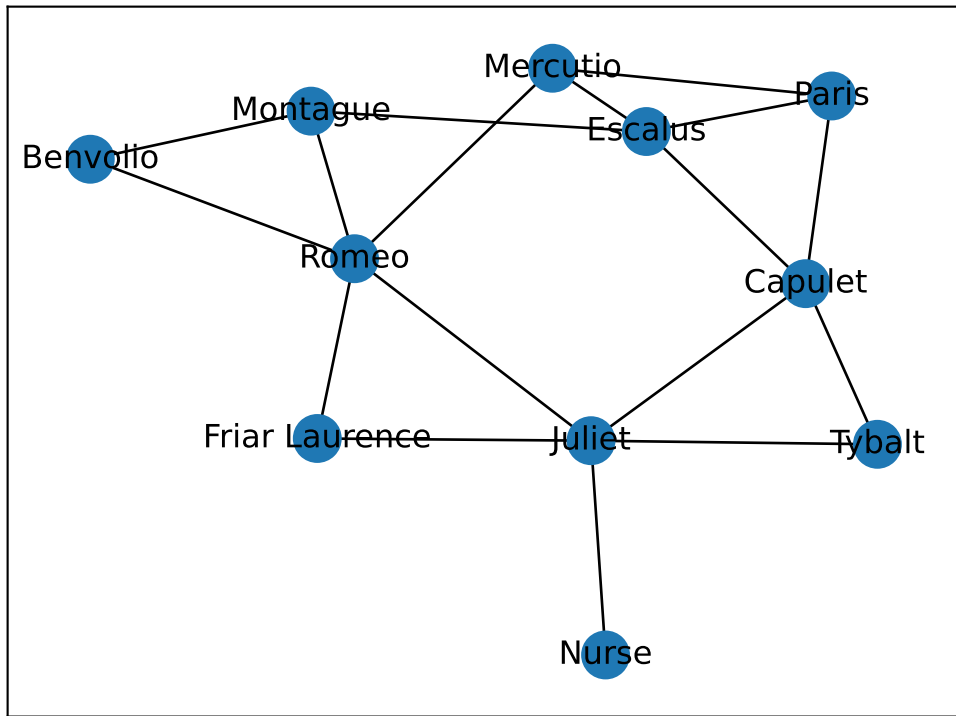 Mercutio
Paris
Montague
Escalus
Benvolio
Romeo
Capulet
Friar Laurence
Juliet
Tybalt
Nurse